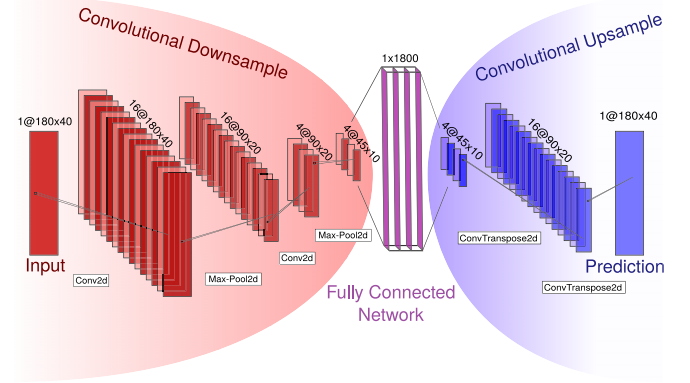 Convolutional Downsample
Convolutional Upsample
1x1800
1@180x40
16@180x40
16@90x20
4@90x20
4@45x10
4@45x10
16@90x20
1@180x40
Input
Conv2d
Max-Pool2d
Conv2d
Max-Pool2d
Fully Connected
Network
ConvTranspose2d
ConvTranspose2d
Prediction